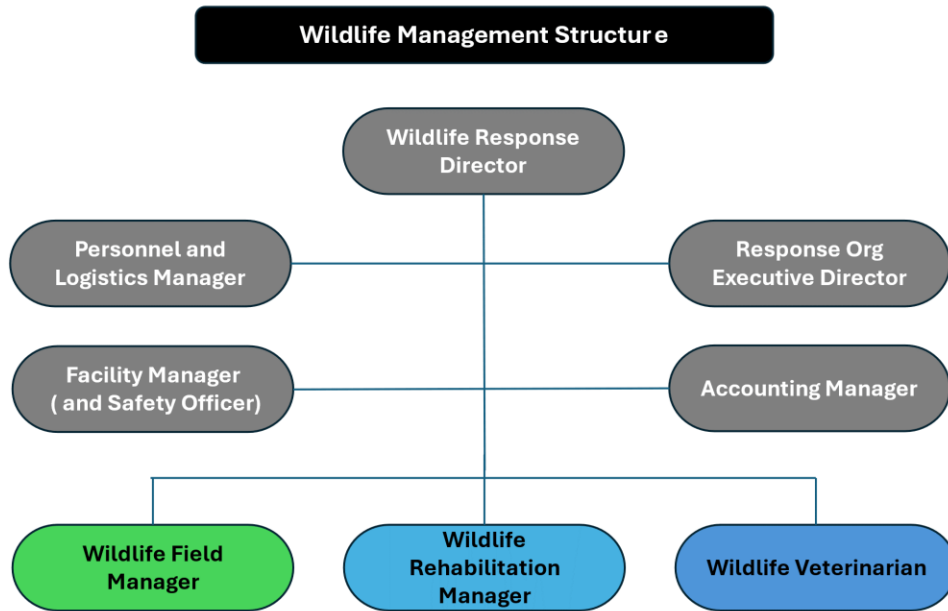 Wildlife Management Structure
Wildlife Response
Director
Personnel and
Logistics Manager
Response Org
Executive Director
Facility Manager
( and Safety Officer)
Accounting Manager
Wildlife Field
Manager
Wildlife
Rehabilitation
Manager
Wildlife Veterinarian